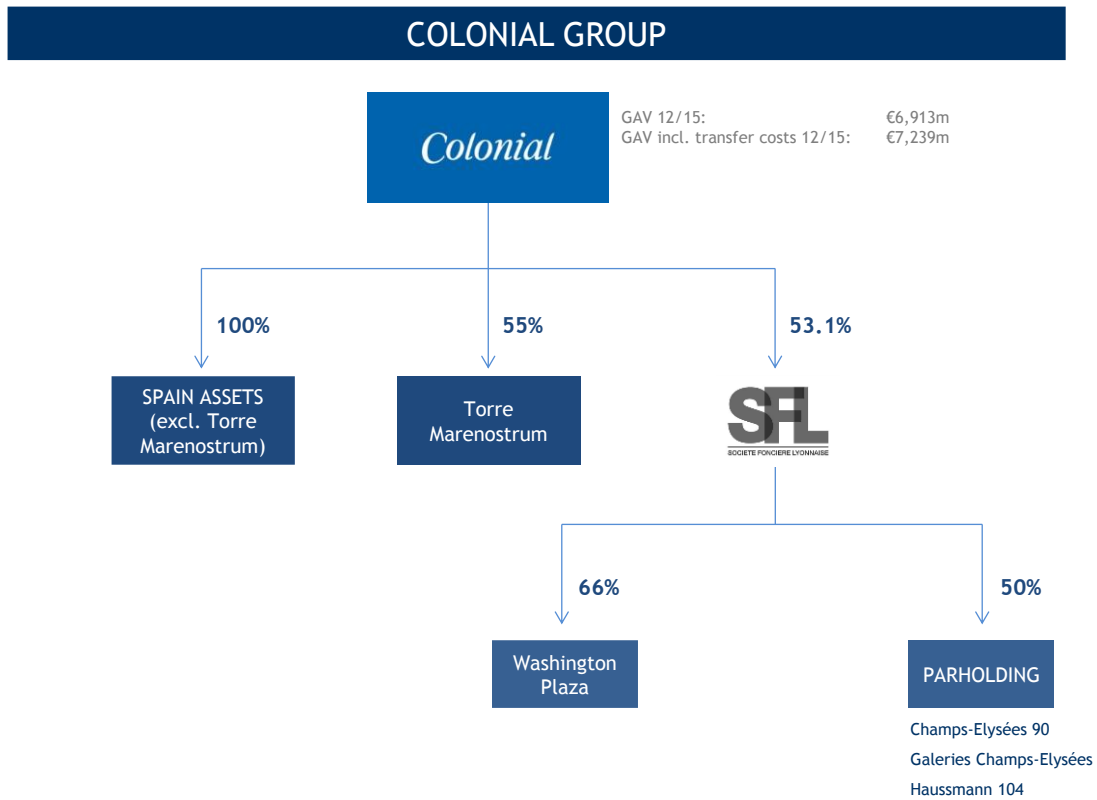 COLONIAL GROUP
Colonial
GAV 12/15: €6,913m
GAV incl. transfer costs 12/15: €7,239m
100%
55%
53.1%
SPAIN ASSETS
(excl. Torre
Marenostrum)
Torre
Marenostrum
SFL
SOCIETE FONCIERE LYONNAISE
66%
50%
Washington
Plaza
PARHOLDING
Champs-Elysées 90
Galeries Champs-Elysées
Haussmann 104